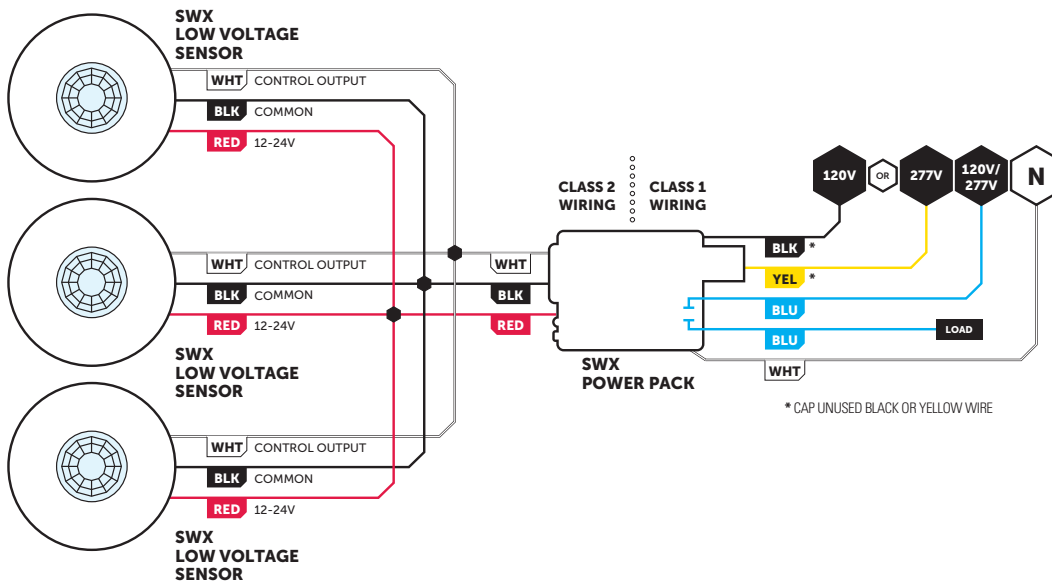 SWX
LOW VOLTAGE
SENSOR
WHT CONTROL OUTPUT
BLK COMMON
RED 12-24V
WHT CONTROL OUTPUT
BLK COMMON
RED 12-24V
SWX
LOW VOLTAGE
SENSOR
WHT CONTROL OUTPUT
BLK COMMON
RED 12-24V
SWX
LOW VOLTAGE
SENSOR
WHT
BLK
RED
CLASS 2
WIRING
CLASS 1
WIRING
SWX
POWER PACK
120V
OR
277V
120V/
277V
N
BLK *
YEL *
BLU
BLU
LOAD
WHT
* CAP UNUSED BLACK OR YELLOW WIRE